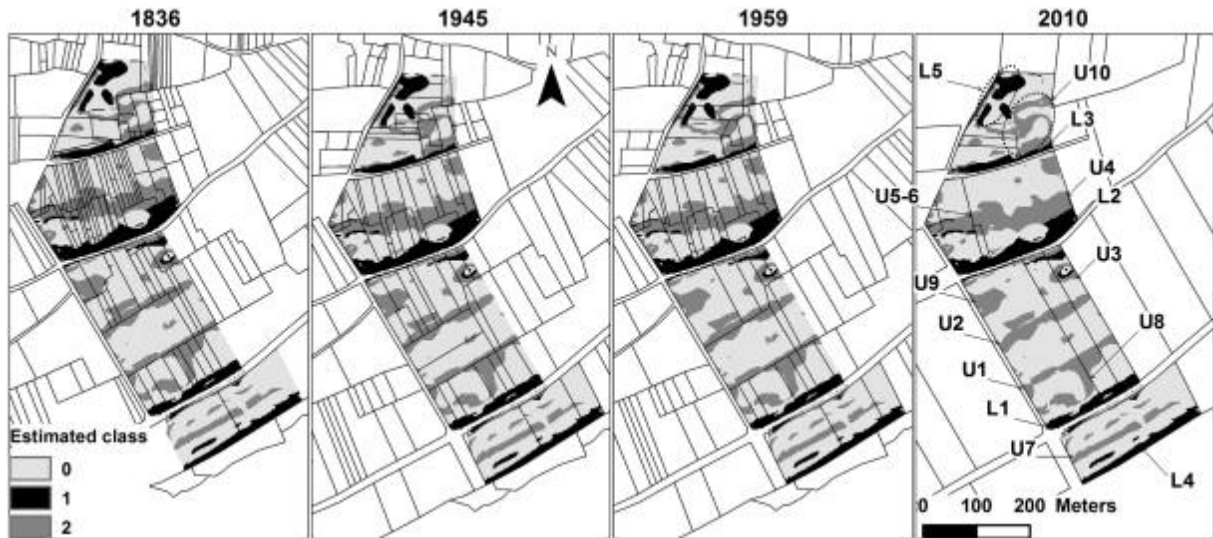 1836 1945 1959 2010
N
L5
U10
L3
U4
U5-6
L2
U3
U9
U2
U8
U1
L1
U7
L4
Estimated class
0
1
2
0 100 200 Meters